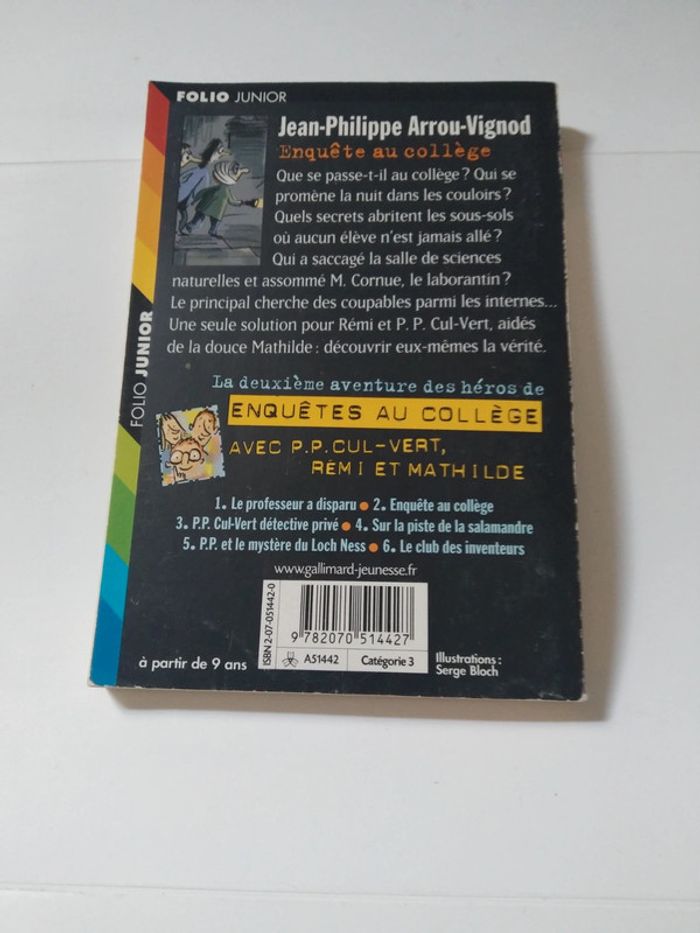 FOLIO JUNIOR
Jean-Philippe Arrou-Vignod
Enquête au collège
Que se passe-t-il au collège ? Qui se
promène la nuit dans les couloirs ?
Quels secrets abritent les sous-sols
où aucun élève n'est jamais allé ?
Qui a saccagé la salle de sciences
naturelles et assommé M. Cornue, le laborantin ?
Le principal cherche des coupables parmi les internes...
Une seule solution pour Rémi et P. P. Cul-Vert, aidés
de la douce Mathilde : découvrir eux-mêmes la vérité.
FOLIO JUNIOR
La deuxième aventure des héros de
ENQUÊTES AU COLLÈGE
AVEC P.P. CUL-VERT,
RÉMI ET MATHILDE
1. Le professeur a disparu ● 2. Enquête au collège
3. P.P. Cul-Vert détective privé ● 4. Sur la piste de la salamandre
5. P.P. et le mystère du Loch Ness ● 6. Le club des inventeurs
www.gallimard-jeunesse.fr
ISBN 2-07-051442-0
9 782070 514427
A51442 Catégorie 3
à partir de 9 ans
Illustrations :
Serge Bloch